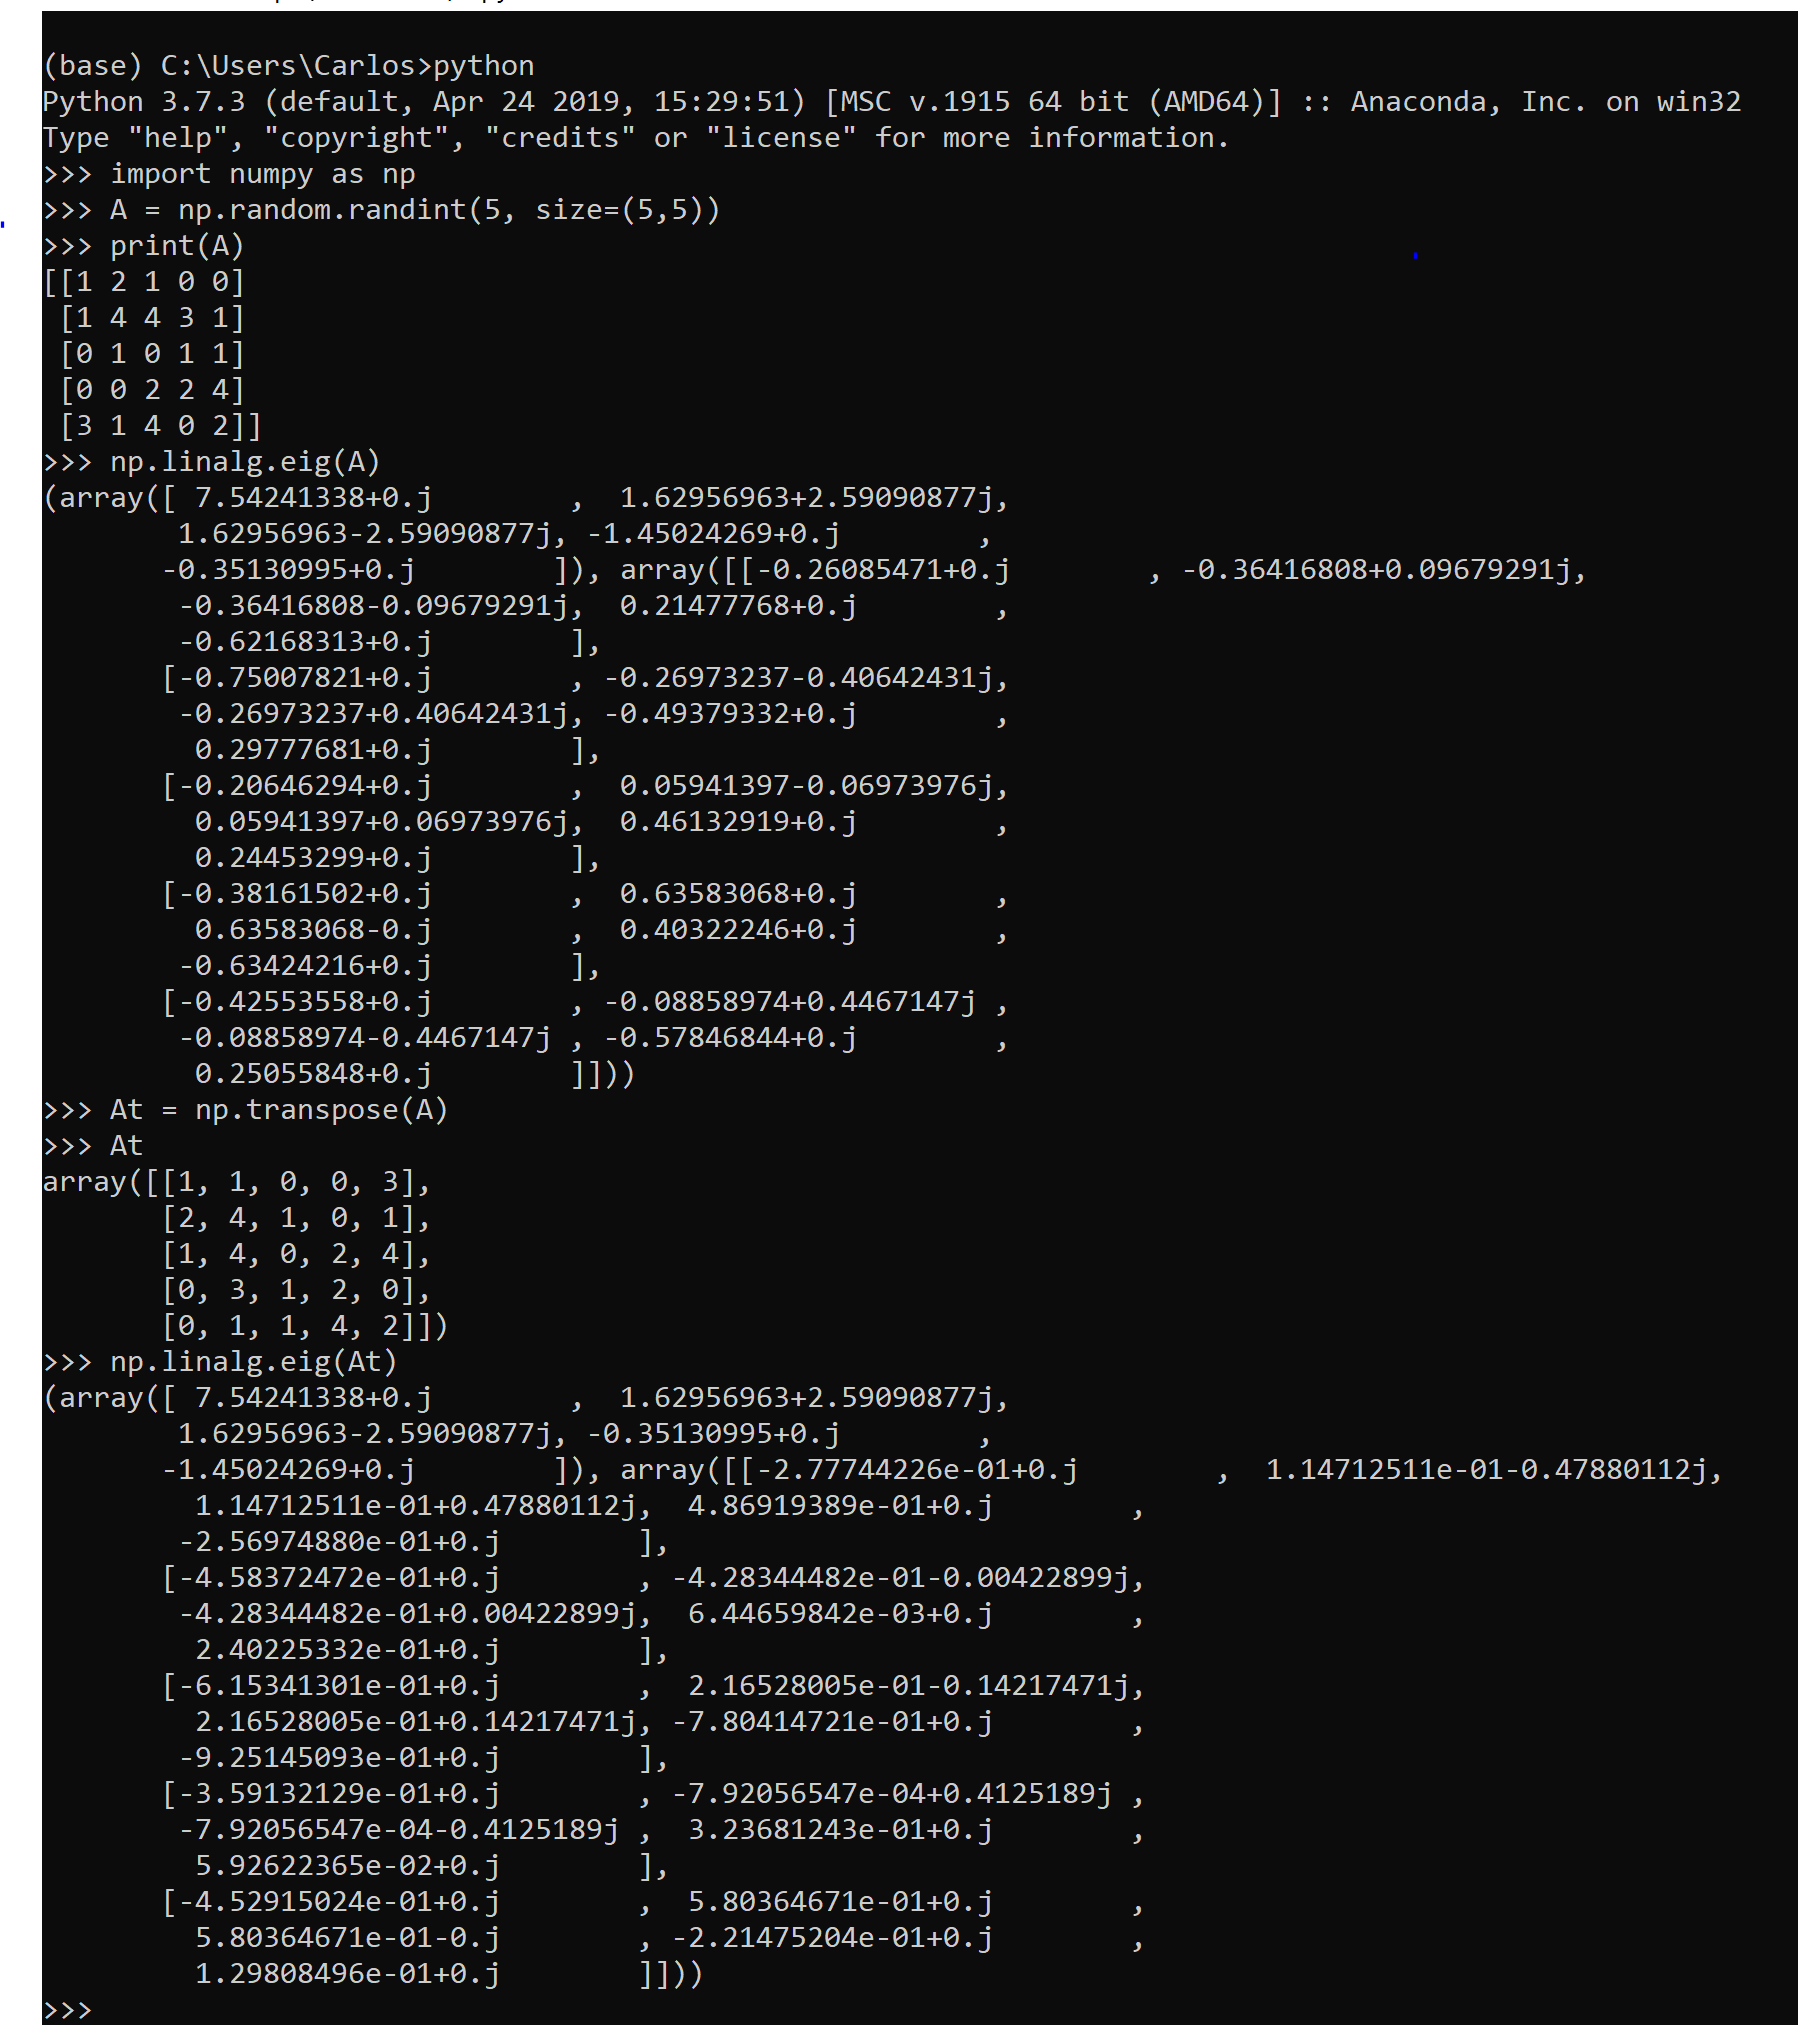 (base) C:\Users\Carlos>python
Python 3.7.3 (default, Apr 24 2019, 15:29:51) [MSC v.1915 64 bit (AMD64)] :: Anaconda, Inc. on win32
Type "help", "copyright", "credits" or "license" for more information.
>>> import numpy as np
>>> A = np.random.randint(5, size=(5,5))
>>> print(A)
[[1 2 1 0 0]
 [1 4 4 3 1]
 [0 1 0 1 1]
 [0 0 2 2 4]
 [3 1 4 0 2]]
>>> np.linalg.eig(A)
(array([ 7.54241338+0.j        ,  1.62956963+2.59090877j,
        1.62956963-2.59090877j, -1.45024269+0.j        ,
       -0.35130995+0.j        ]), array([[-0.26085471+0.j        , -0.36416808+0.09679291j,
        -0.36416808-0.09679291j,  0.21477768+0.j        ,
        -0.62168313+0.j        ],
       [-0.75007821+0.j        , -0.26973237-0.40642431j,
        -0.26973237+0.40642431j, -0.49379332+0.j        ,
         0.29777681+0.j        ],
       [-0.20646294+0.j        ,  0.05941397-0.06973976j,
         0.05941397+0.06973976j,  0.46132919+0.j        ,
         0.24453299+0.j        ],
       [-0.38161502+0.j        ,  0.63583068+0.j        ,
         0.63583068-0.j        ,  0.40322246+0.j        ,
        -0.63424216+0.j        ],
       [-0.42553558+0.j        , -0.08858974+0.4467147j ,
        -0.08858974-0.4467147j , -0.57846844+0.j        ,
         0.25055848+0.j        ]]))
>>> At = np.transpose(A)
>>> At
array([[1, 1, 0, 0, 3],
       [2, 4, 1, 0, 1],
       [1, 4, 0, 2, 4],
       [0, 3, 1, 2, 0],
       [0, 1, 1, 4, 2]])
>>> np.linalg.eig(At)
(array([ 7.54241338+0.j        ,  1.62956963+2.59090877j,
        1.62956963-2.59090877j, -0.35130995+0.j        ,
       -1.45024269+0.j        ]), array([[-2.77744226e-01+0.j        ,  1.14712511e-01-0.47880112j,
         1.14712511e-01+0.47880112j,  4.86919389e-01+0.j        ,
        -2.56974880e-01+0.j        ],
       [-4.58372472e-01+0.j        , -4.28344482e-01-0.00422899j,
        -4.28344482e-01+0.00422899j,  6.44659842e-03+0.j        ,
         2.40225332e-01+0.j        ],
       [-6.15341301e-01+0.j        ,  2.16528005e-01-0.14217471j,
         2.16528005e-01+0.14217471j, -7.80414721e-01+0.j        ,
        -9.25145093e-01+0.j        ],
       [-3.59132129e-01+0.j        , -7.92056547e-04+0.4125189j ,
        -7.92056547e-04-0.4125189j ,  3.23681243e-01+0.j        ,
         5.92622365e-02+0.j        ],
       [-4.52915024e-01+0.j        ,  5.80364671e-01+0.j        ,
         5.80364671e-01-0.j        , -2.21475204e-01+0.j        ,
         1.29808496e-01+0.j        ]]))
>>>